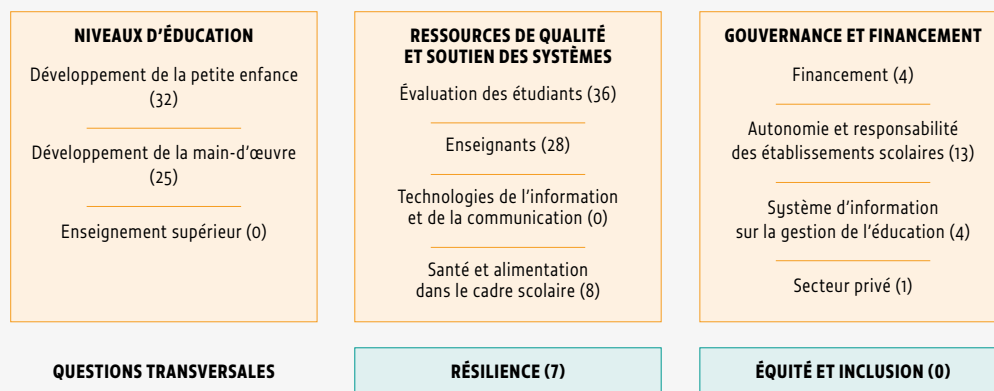 NIVEAUX D'ÉDUCATION
Développement de la petite enfance
(32)
Développement de la main-d'œuvre
(25)
Enseignement supérieur (0)
RESSOURCES DE QUALITÉ
ET SOUTIEN DES SYSTÈMES
Évaluation des étudiants (36)
Enseignants (28)
Technologies de l'information
et de la communication (0)
Santé et alimentation
dans le cadre scolaire (8)
GOUVERNANCE ET FINANCEMENT
Financement (4)
Autonomie et responsabilité
des établissements scolaires (13)
Système d'information
sur la gestion de l'éducation (4)
Secteur privé (1)
QUESTIONS TRANSVERSALES
RÉSILIENCE (7)
ÉQUITÉ ET INCLUSION (0)